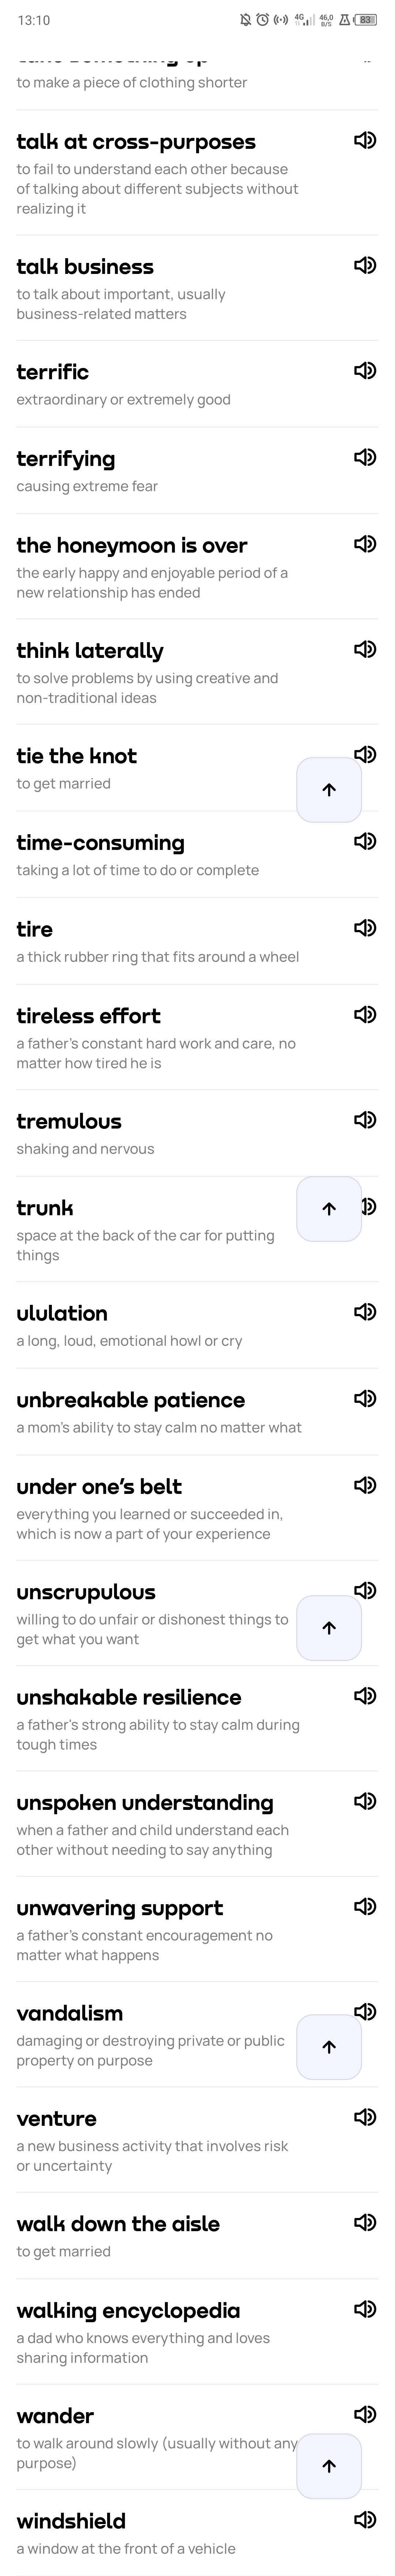 13:10
4G
46,0
B/S
83
take something up
to make a piece of clothing shorter
talk at cross-purposes
to fail to understand each other because
of talking about different subjects without
realizing it
talk business
to talk about important, usually
business-related matters
terrific
extraordinary or extremely good
terrifying
causing extreme fear
the honeymoon is over
the early happy and enjoyable period of a
new relationship has ended
think laterally
to solve problems by using creative and
non-traditional ideas
tie the knot
to get married
time-consuming
taking a lot of time to do or complete
tire
a thick rubber ring that fits around a wheel
tireless effort
a father's constant hard work and care, no
matter how tired he is
tremulous
shaking and nervous
trunk
space at the back of the car for putting
things
ululation
a long, loud, emotional howl or cry
unbreakable patience
a mom's ability to stay calm no matter what
under one's belt
everything you learned or succeeded in,
which is now a part of your experience
unscrupulous
willing to do unfair or dishonest things to
get what you want
unshakable resilience
a father's strong ability to stay calm during
tough times
unspoken understanding
when a father and child understand each
other without needing to say anything
unwavering support
a father's constant encouragement no
matter what happens
vandalism
damaging or destroying private or public
property on purpose
venture
a new business activity that involves risk
or uncertainty
walk down the aisle
to get married
walking encyclopedia
a dad who knows everything and loves
sharing information
wander
to walk around slowly (usually without any
purpose)
windshield
a window at the front of a vehicle